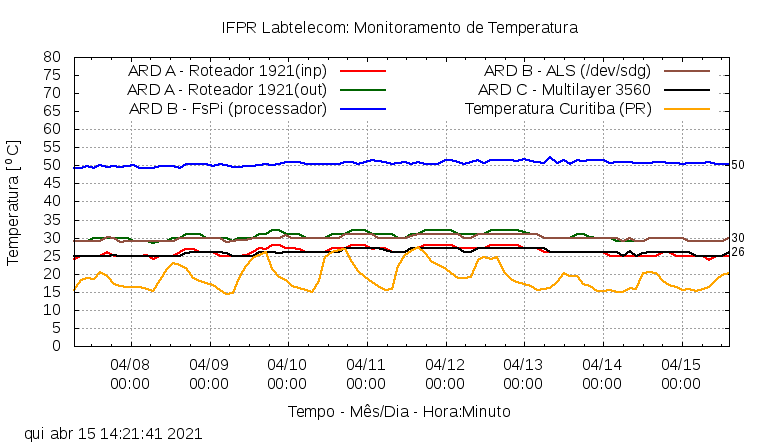 IFPR Labtelecom: Monitoramento de Temperatura
80
75
70
65
60
55
50
45
40
35
30
25
20
15
10
5
0
Temperatura [ºC]
ARD A - Roteador 1921(inp)
ARD A - Roteador 1921(out)
ARD B - FsPi (processador)
ARD B - ALS (/dev/sdg)
ARD C - Multilayer 3560
Temperatura Curitiba (PR)
50
30
26
04/08 04/09 04/10 04/11 04/12 04/13 04/14 04/15
00:00 00:00 00:00 00:00 00:00 00:00 00:00 00:00
Tempo - Mês/Dia - Hora:Minuto
qui abr 15 14:21:41 2021